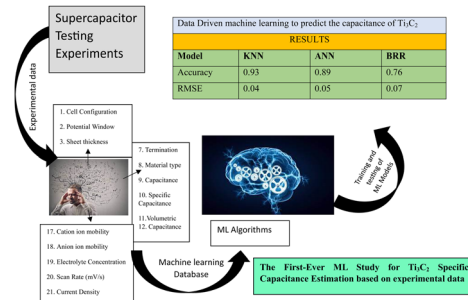 Supercapacitor
Testing
Experiments
Experimental data
Data Driven machine learning to predict the capacitance of Ti₃C₂
RESULTS
Model KNN ANN BRR
Accuracy 0.93 0.89 0.76
RMSE 0.04 0.05 0.07
1. Cell Configuration
2. Potential Window
3. Sheet thickness
7. Termination
8. Material type
9. Capacitance
10. Specific
Capacitance
11.Volumetric
12. Capacitance
17. Cation ion mobility
18. Anion ion mobility
19. Electrolyte Concentration
20. Scan Rate (mV/s)
21. Current Density
Machine learning
Database
ML Algorithms
Training and
testing of
ML Models
The First-Ever ML Study for Ti₃C₂ Specific
Capacitance Estimation based on experimental data